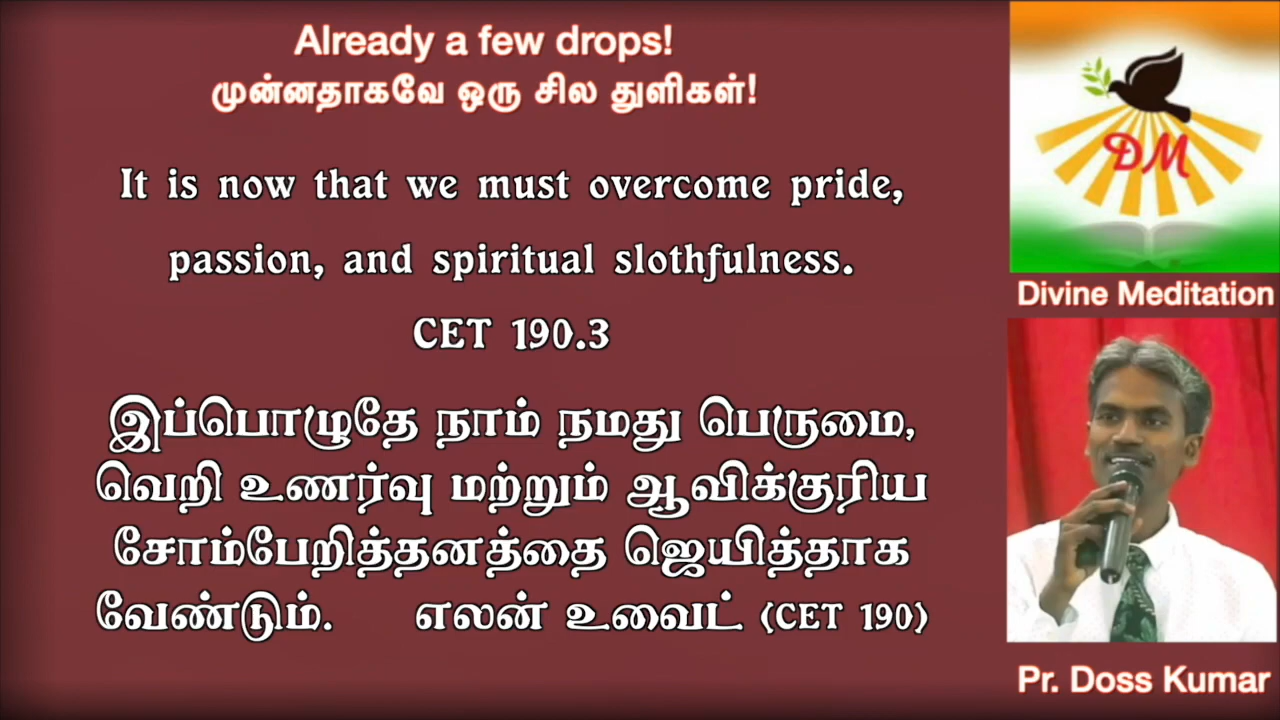 Already a few drops!
முன்னதாகவே ஒரு சில துளிகள்!
It is now that we must overcome pride,
passion, and spiritual slothfulness.
CET 190.3
இப்பொழுதே நாம் நமது பெருமை,
வெறி உணர்வு மற்றும் ஆவிக்குரிய
சோம்பேறித்தனத்தை ஜெயித்தாக
வேண்டும். எலன் உவைட் (CET 190)
DM
Divine Meditation
Pr. Doss Kumar